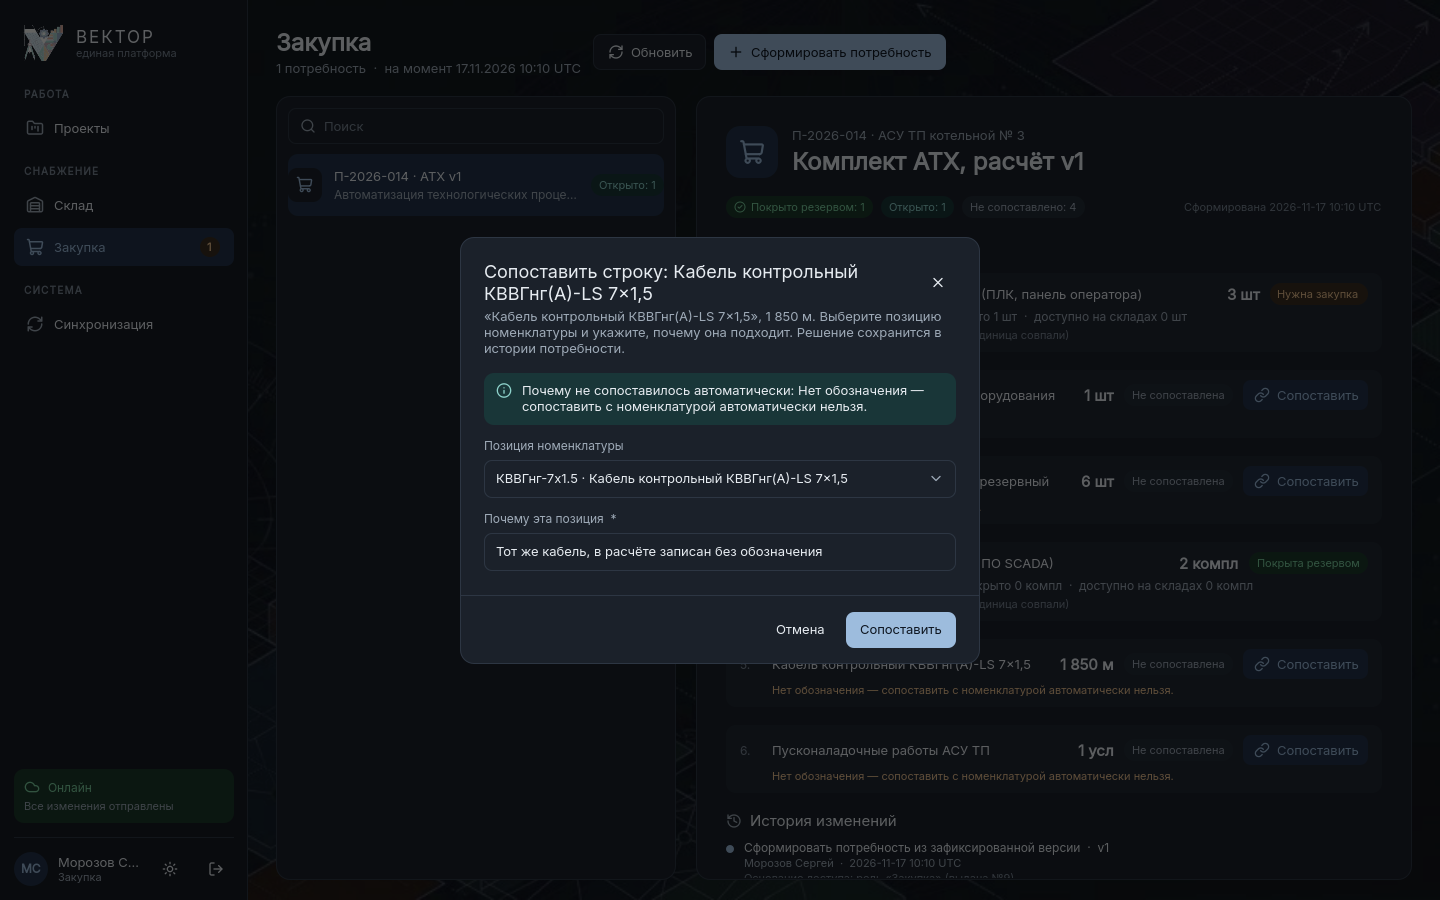 ВЕКТОР
единая платформа
РАБОТА
Проекты
СНАБЖЕНИЕ
Склад
Закупка
1
СИСТЕМА
Синхронизация
Онлайн
Все изменения отправлены
МС
Морозов С...
Закупка
Закупка
1 потребность · на момент 17.11.2026 10:10 UTC
Обновить
Сформировать потребность
Поиск
П-2026-014 · АТХ v1
Автоматизация технологических проце...
Открыто: 1
П-2026-014 · АСУ ТП котельной № 3
Комплект АТХ, расчёт v1
Покрыто резервом: 1
Открыто: 1
Не сопоставлено: 4
Сформирована 2026-11-17 10:10 UTC
(ПЛК, панель оператора)
3 шт
Нужна закупка
1 шт · доступно на складах 0 шт
совпали)
1 шт
Не сопоставлена
Сопоставить
резервный
6 шт
Не сопоставлена
Сопоставить
ПО SCADA)
2 компл
Покрыта резервом
0 компл · доступно на складах 0 компл
совпали)
5.
Кабель контрольный КВВГнг(А)-LS 7×1,5
1 850 м
Не сопоставлена
Сопоставить
Нет обозначения — сопоставить с номенклатурой автоматически нельзя.
6.
Пусконаладочные работы АСУ ТП
1 усл
Не сопоставлена
Сопоставить
Нет обозначения — сопоставить с номенклатурой автоматически нельзя.
История изменений
Сформировать потребность из зафиксированной версии · v1
Морозов Сергей · 2026-11-17 10:10 UTC
Сопоставить строку: Кабель контрольный
КВВГнг(А)-LS 7×1,5
«Кабель контрольный КВВГнг(А)-LS 7×1,5», 1 850 м. Выберите позицию
номенклатуры и укажите, почему она подходит. Решение сохранится в
истории потребности.
Почему не сопоставилось автоматически: Нет обозначения —
сопоставить с номенклатурой автоматически нельзя.
Позиция номенклатуры
КВВГнг-7х1.5 · Кабель контрольный КВВГнг(А)-LS 7×1,5
Почему эта позиция *
Тот же кабель, в расчёте записан без обозначения
Отмена
Сопоставить